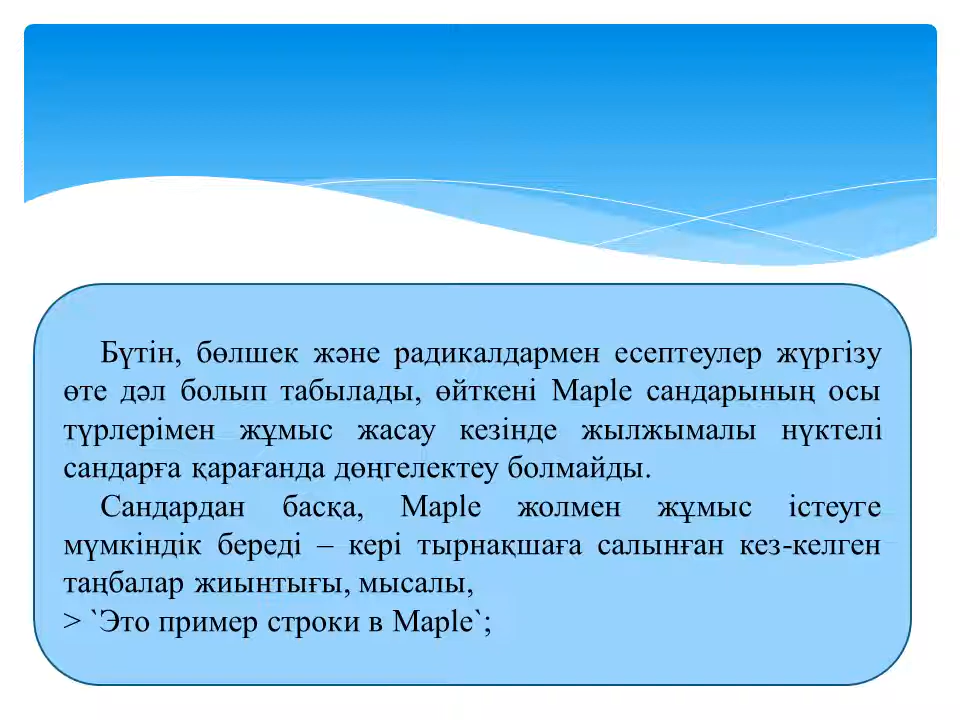 Бүтін, бөлшек және радикалдармен есептеулер жүргізу
өте дәл болып табылады, өйткені Maple сандарының осы
түрлерімен жұмыс жасау кезінде жылжымалы нүктелі
сандарға қарағанда дөңгелектеу болмайды.
Сандардан басқа, Maple жолмен жұмыс істеуге
мүмкіндік береді – кері тырнақшаға салынған кез-келген
таңбалар жиынтығы, мысалы,
> `Это пример строки в Maple`;